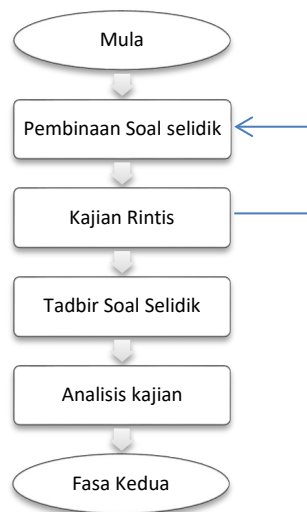 Mula
Pembinaan Soal selidik
Kajian Rintis
Tadbir Soal Selidik
Analisis kajian
Fasa Kedua